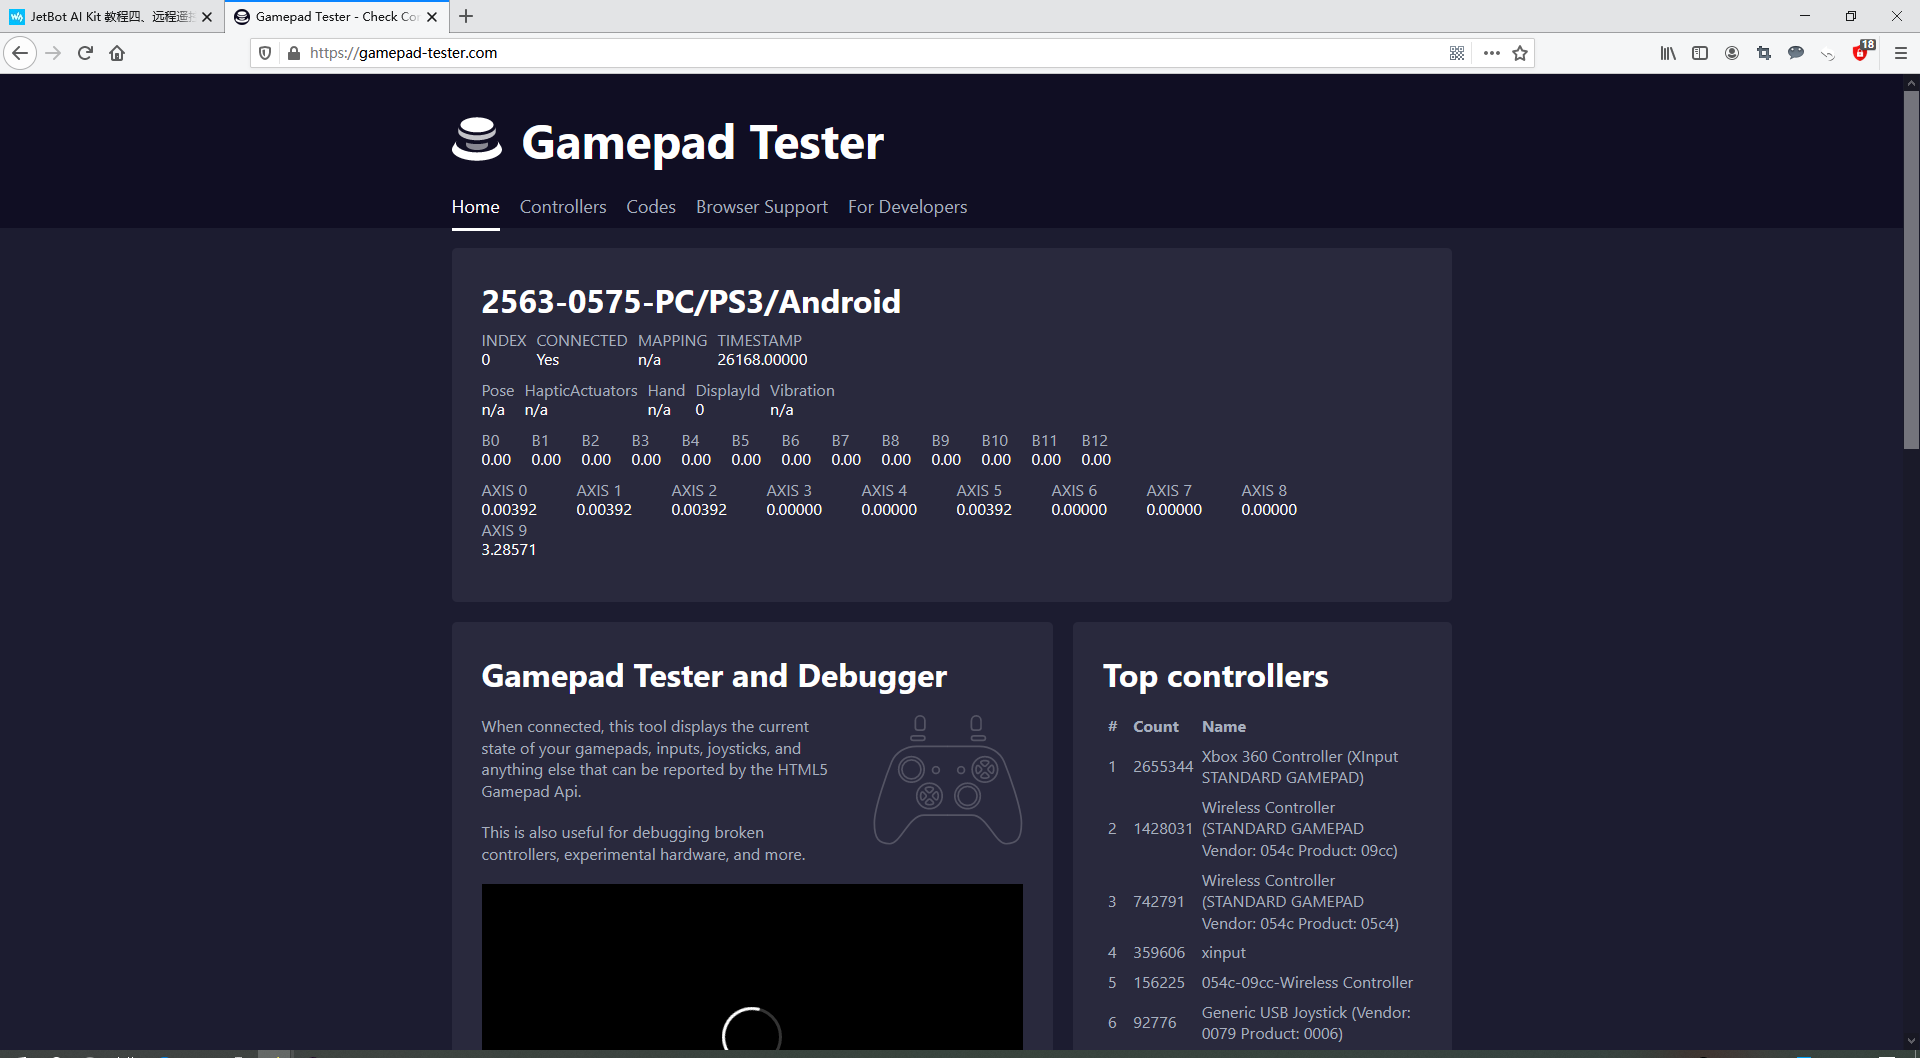 JetBot AI Kit 教程四、远程遥
Gamepad Tester - Check Co
https://gamepad-tester.com
18
Gamepad Tester
Home Controllers Codes Browser Support For Developers
2563-0575-PC/PS3/Android
INDEX CONNECTED MAPPING TIMESTAMP
0 Yes n/a 26168.00000
Pose HapticActuators Hand DisplayId Vibration
n/a n/a n/a 0 n/a
B0 B1 B2 B3 B4 B5 B6 B7 B8 B9 B10 B11 B12
0.00 0.00 0.00 0.00 0.00 0.00 0.00 0.00 0.00 0.00 0.00 0.00 0.00
AXIS 0 AXIS 1 AXIS 2 AXIS 3 AXIS 4 AXIS 5 AXIS 6 AXIS 7 AXIS 8
0.00392 0.00392 0.00392 0.00000 0.00000 0.00392 0.00000 0.00000 0.00000
AXIS 9
3.28571
Gamepad Tester and Debugger
When connected, this tool displays the current
state of your gamepads, inputs, joysticks, and
anything else that can be reported by the HTML5
Gamepad Api.
This is also useful for debugging broken
controllers, experimental hardware, and more.
Top controllers
# Count Name
1 2655344 Xbox 360 Controller (XInput
STANDARD GAMEPAD)
2 1428031 Wireless Controller
(STANDARD GAMEPAD
Vendor: 054c Product: 09cc)
3 742791 Wireless Controller
(STANDARD GAMEPAD
Vendor: 054c Product: 05c4)
4 359606 xinput
5 156225 054c-09cc-Wireless Controller
6 92776 Generic USB Joystick (Vendor:
0079 Product: 0006)